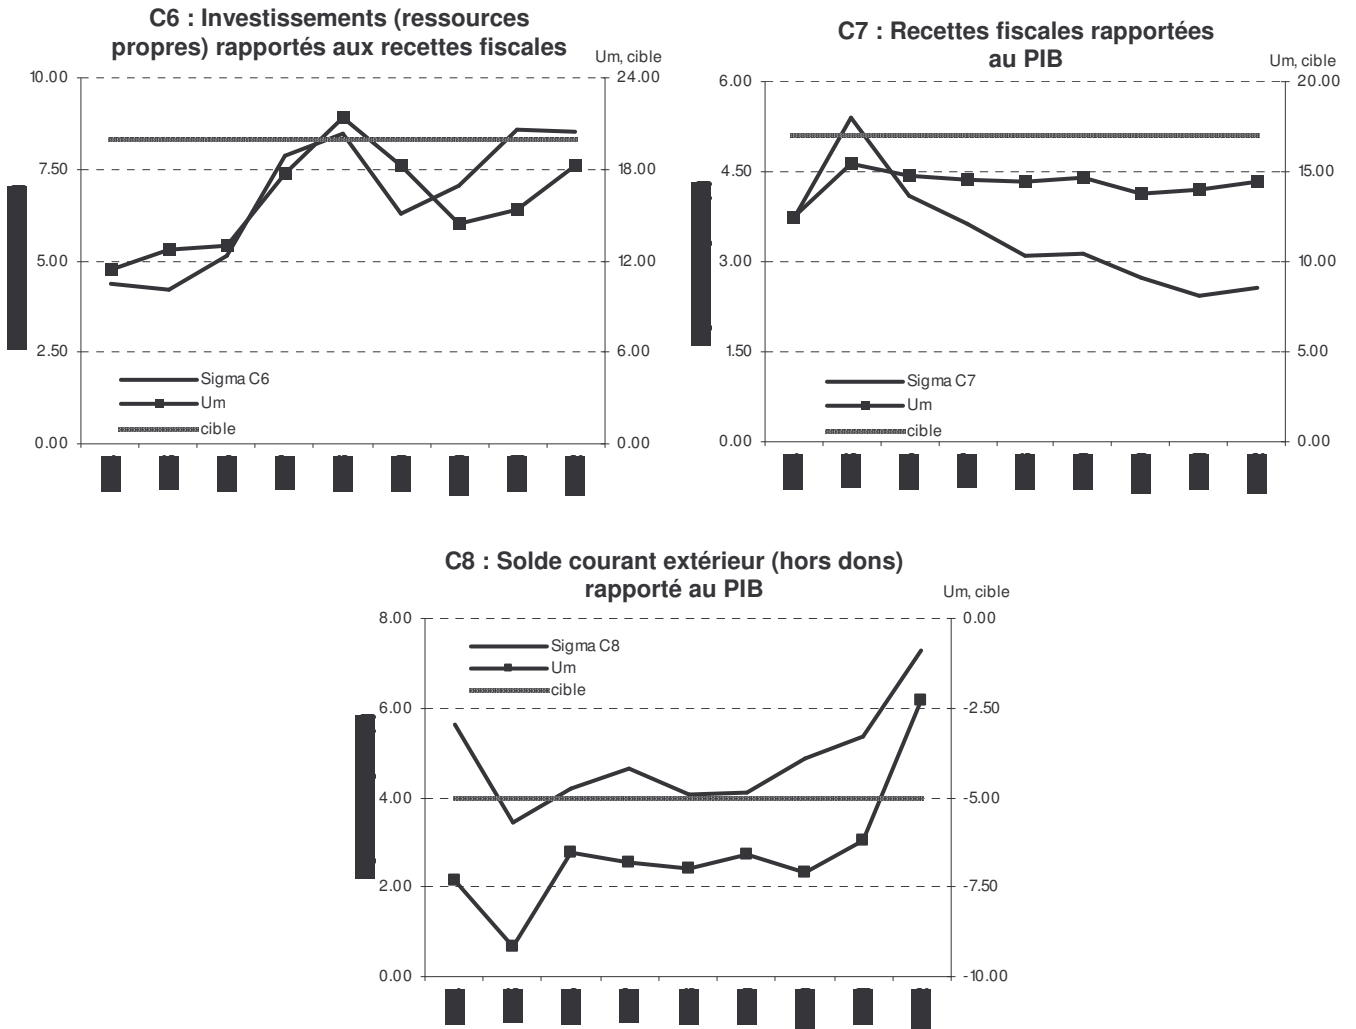 C6 : Investissements (ressources
propres) rapportés aux recettes fiscales
Um, cible
10.00
24.00
7.50
18.00
5.00
12.00
2.50
6.00
Sigma C6
Um
cible
0.00
0.00
C7 : Recettes fiscales rapportées
au PIB
Um, cible
6.00
20.00
4.50
15.00
3.00
10.00
1.50
5.00
Sigma C7
Um
cible
0.00
0.00
C8 : Solde courant extérieur (hors dons)
rapporté au PIB
Um, cible
8.00
0.00
Sigma C8
Um
cible
6.00
-2.50
4.00
-5.00
2.00
-7.50
0.00
-10.00